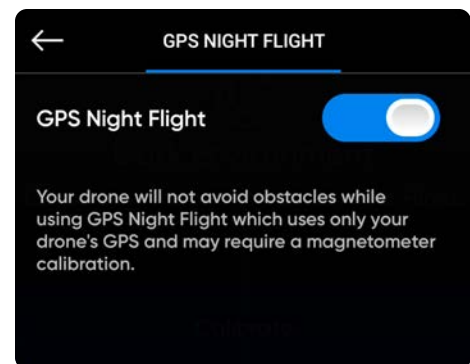 GPS NIGHT FLIGHT
GPS Night Flight
Your drone will not avoid obstacles while
using GPS Night Flight which uses only your
drone's GPS and may require a magnetometer
calibration.